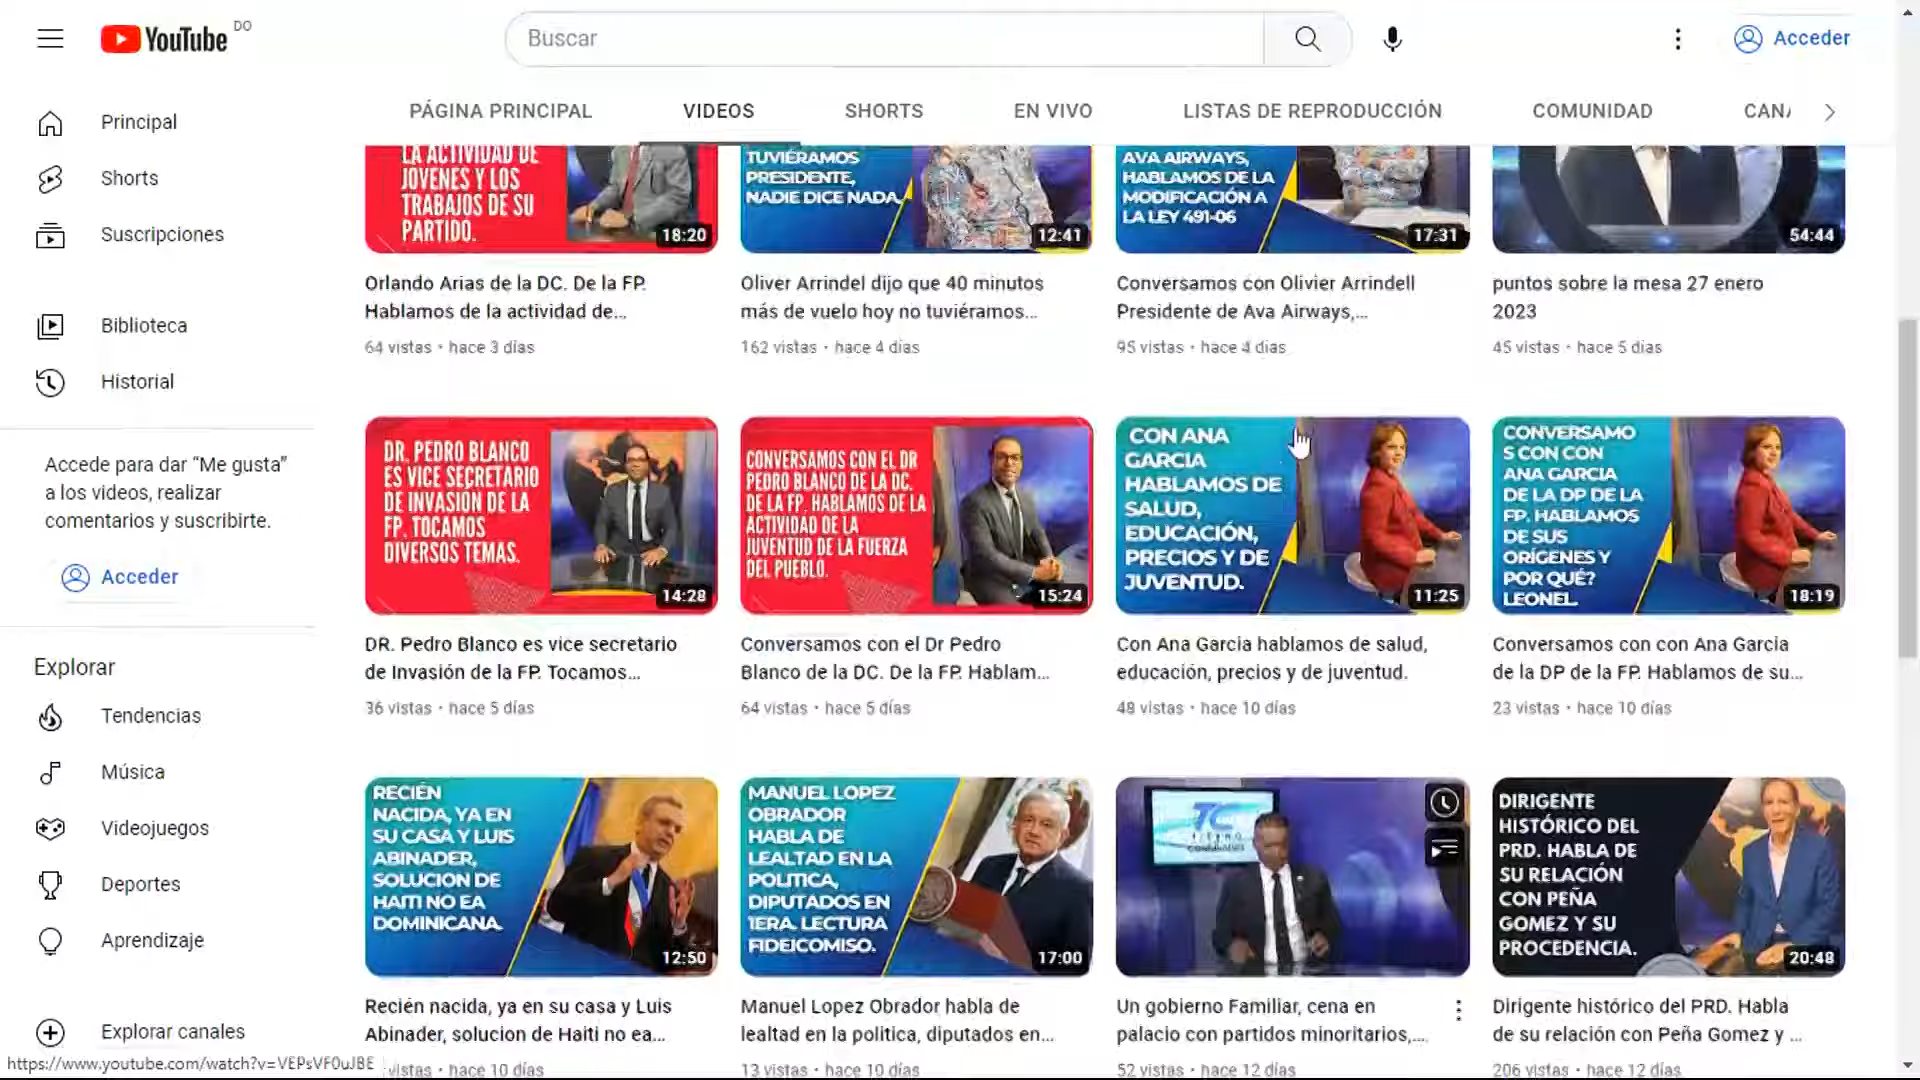 YouTube DO
Buscar
Acceder
PÁGINA PRINCIPAL VIDEOS SHORTS EN VIVO LISTAS DE REPRODUCCIÓN COMUNIDAD
Principal
Shorts
Suscripciones
Biblioteca
Historial
Accede para dar “Me gusta”
a los videos, realizar
comentarios y suscribirte.
Acceder
Explorar
Tendencias
Música
Videojuegos
Deportes
Aprendizaje
Explorar canales
https://www.youtube.com/watch?v=VEPsVF0uJBE
LA ACTIVIDAD DE
JÓVENES Y LOS
TRABAJOS DE SU
PARTIDO.
18:20
Orlando Arias de la DC. De la FP.
Hablamos de la actividad de...
64 vistas • hace 3 días
TUVIÉRAMOS
PRESIDENTE,
NADIE DICE NADA.
12:41
Oliver Arrindel dijo que 40 minutos
más de vuelo hoy no tuviéramos...
162 vistas • hace 4 días
AVA AIRWAYS,
HABLAMOS DE LA
MODIFICACIÓN A
LA LEY 491-06
17:31
Conversamos con Olivier Arrindell
Presidente de Ava Airways,...
95 vistas • hace 4 días
54:44
puntos sobre la mesa 27 enero
2023
45 vistas • hace 5 días
DR. PEDRO BLANCO
ES VICE SECRETARIO
DE INVASIÓN DE LA
FP. TOCAMOS
DIVERSOS TEMAS.
14:28
DR. Pedro Blanco es vice secretario
de Invasión de la FP. Tocamos...
36 vistas • hace 5 días
CONVERSAMOS CON EL DR
PEDRO BLANCO DE LA DC.
DE LA FP. HABLAMOS DE LA
ACTIVIDAD DE LA
JUVENTUD DE LA FUERZA
DEL PUEBLO.
15:24
Conversamos con el Dr Pedro
Blanco de la DC. De la FP. Hablam...
64 vistas • hace 5 días
CON ANA
GARCIA
HABLAMOS DE
SALUD,
EDUCACIÓN,
PRECIOS Y DE
JUVENTUD.
11:25
Con Ana Garcia hablamos de salud,
educación, precios y de juventud.
48 vistas • hace 10 días
CONVERSAMO
S CON CON
ANA GARCIA
DE LA DP DE LA
FP. HABLAMOS
DE SUS
ORÍGENES Y
POR QUÉ?
LEONEL.
18:19
Conversamos con con Ana Garcia
de la DP de la FP. Hablamos de su...
23 vistas • hace 10 días
RECIÉN
NACIDA, YA EN
SU CASA Y LUIS
ABINADER,
SOLUCION DE
HAITI NO EA
DOMINICANA.
12:50
Recién nacida, ya en su casa y Luis
Abinader, solucion de Haiti no ea...
vistas • hace 10 días
MANUEL LOPEZ
OBRADOR
HABLA DE
LEALTAD EN LA
POLITICA,
DIPUTADOS EN
1ERA. LECTURA
FIDEICOMISO.
17:00
Manuel Lopez Obrador habla de
lealtad en la politica, diputados en...
13 vistas • hace 10 días
Un gobierno Familiar, cena en
palacio con partidos minoritarios,...
52 vistas • hace 12 días
DIRIGENTE
HISTÓRICO DEL
PRD. HABLA DE
SU RELACIÓN
CON PEÑA
GOMEZ Y SU
PROCEDENCIA.
20:48
Dirigente histórico del PRD. Habla
de su relación con Peña Gomez y ...
206 vistas • hace 12 días